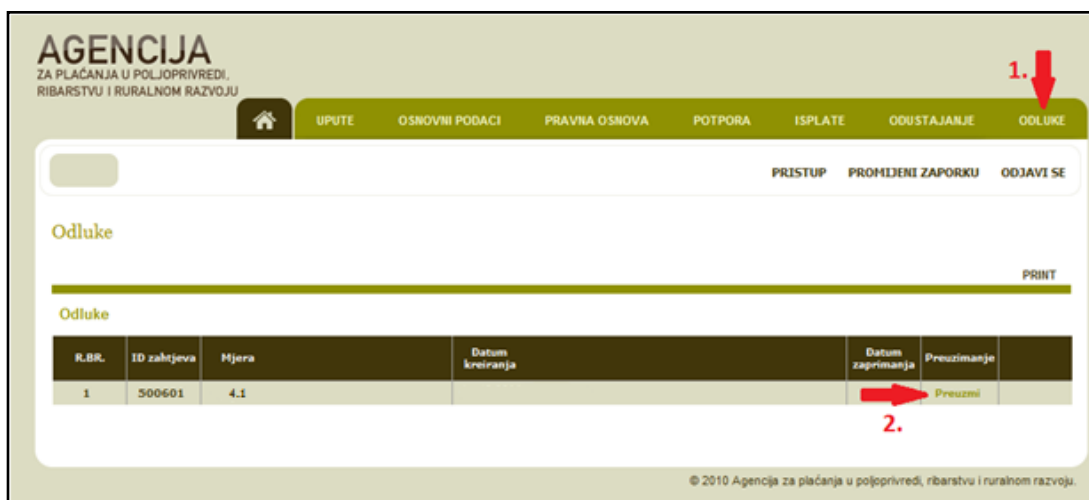 AGENCIJA
ZA PLAĆANJA U POLJOPRIVREDI,
RIBARSTVU I RURALNOM RAZVOJU
1.
UPUTE OSNOVNI PODACI PRAVNA OSNOVA POTPORA ISPLATE ODUSTAJANJE ODLUKE
PRISTUP PROMIJENI ZAPORKU ODJAVI SE
Odluke
PRINT
Odluke
R.BR. ID zahtjeva Mjera Datum kreiranja Datum zaprimanja Preuzimanje
1 500601 4.1 Preuzmi
2.
© 2010 Agencija za plaćanja u poljoprivredi, ribarstvu i ruralnom razvoju.